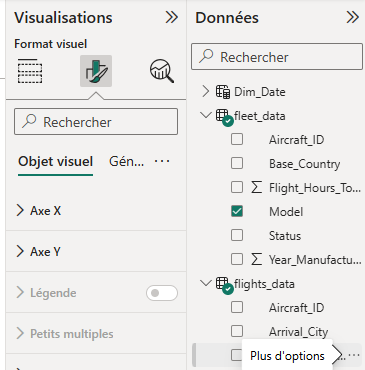 Visualisations
Format visuel
Rechercher
Objet visuel Gén... ...
Axe X
Axe Y
Légende
Petits multiples
Données
Rechercher
Dim_Date
fleet_data
Aircraft_ID
Base_Country
Flight_Hours_To...
Model
Status
Year_Manufactu...
flights_data
Aircraft_ID
Arrival_City
Plus d'options